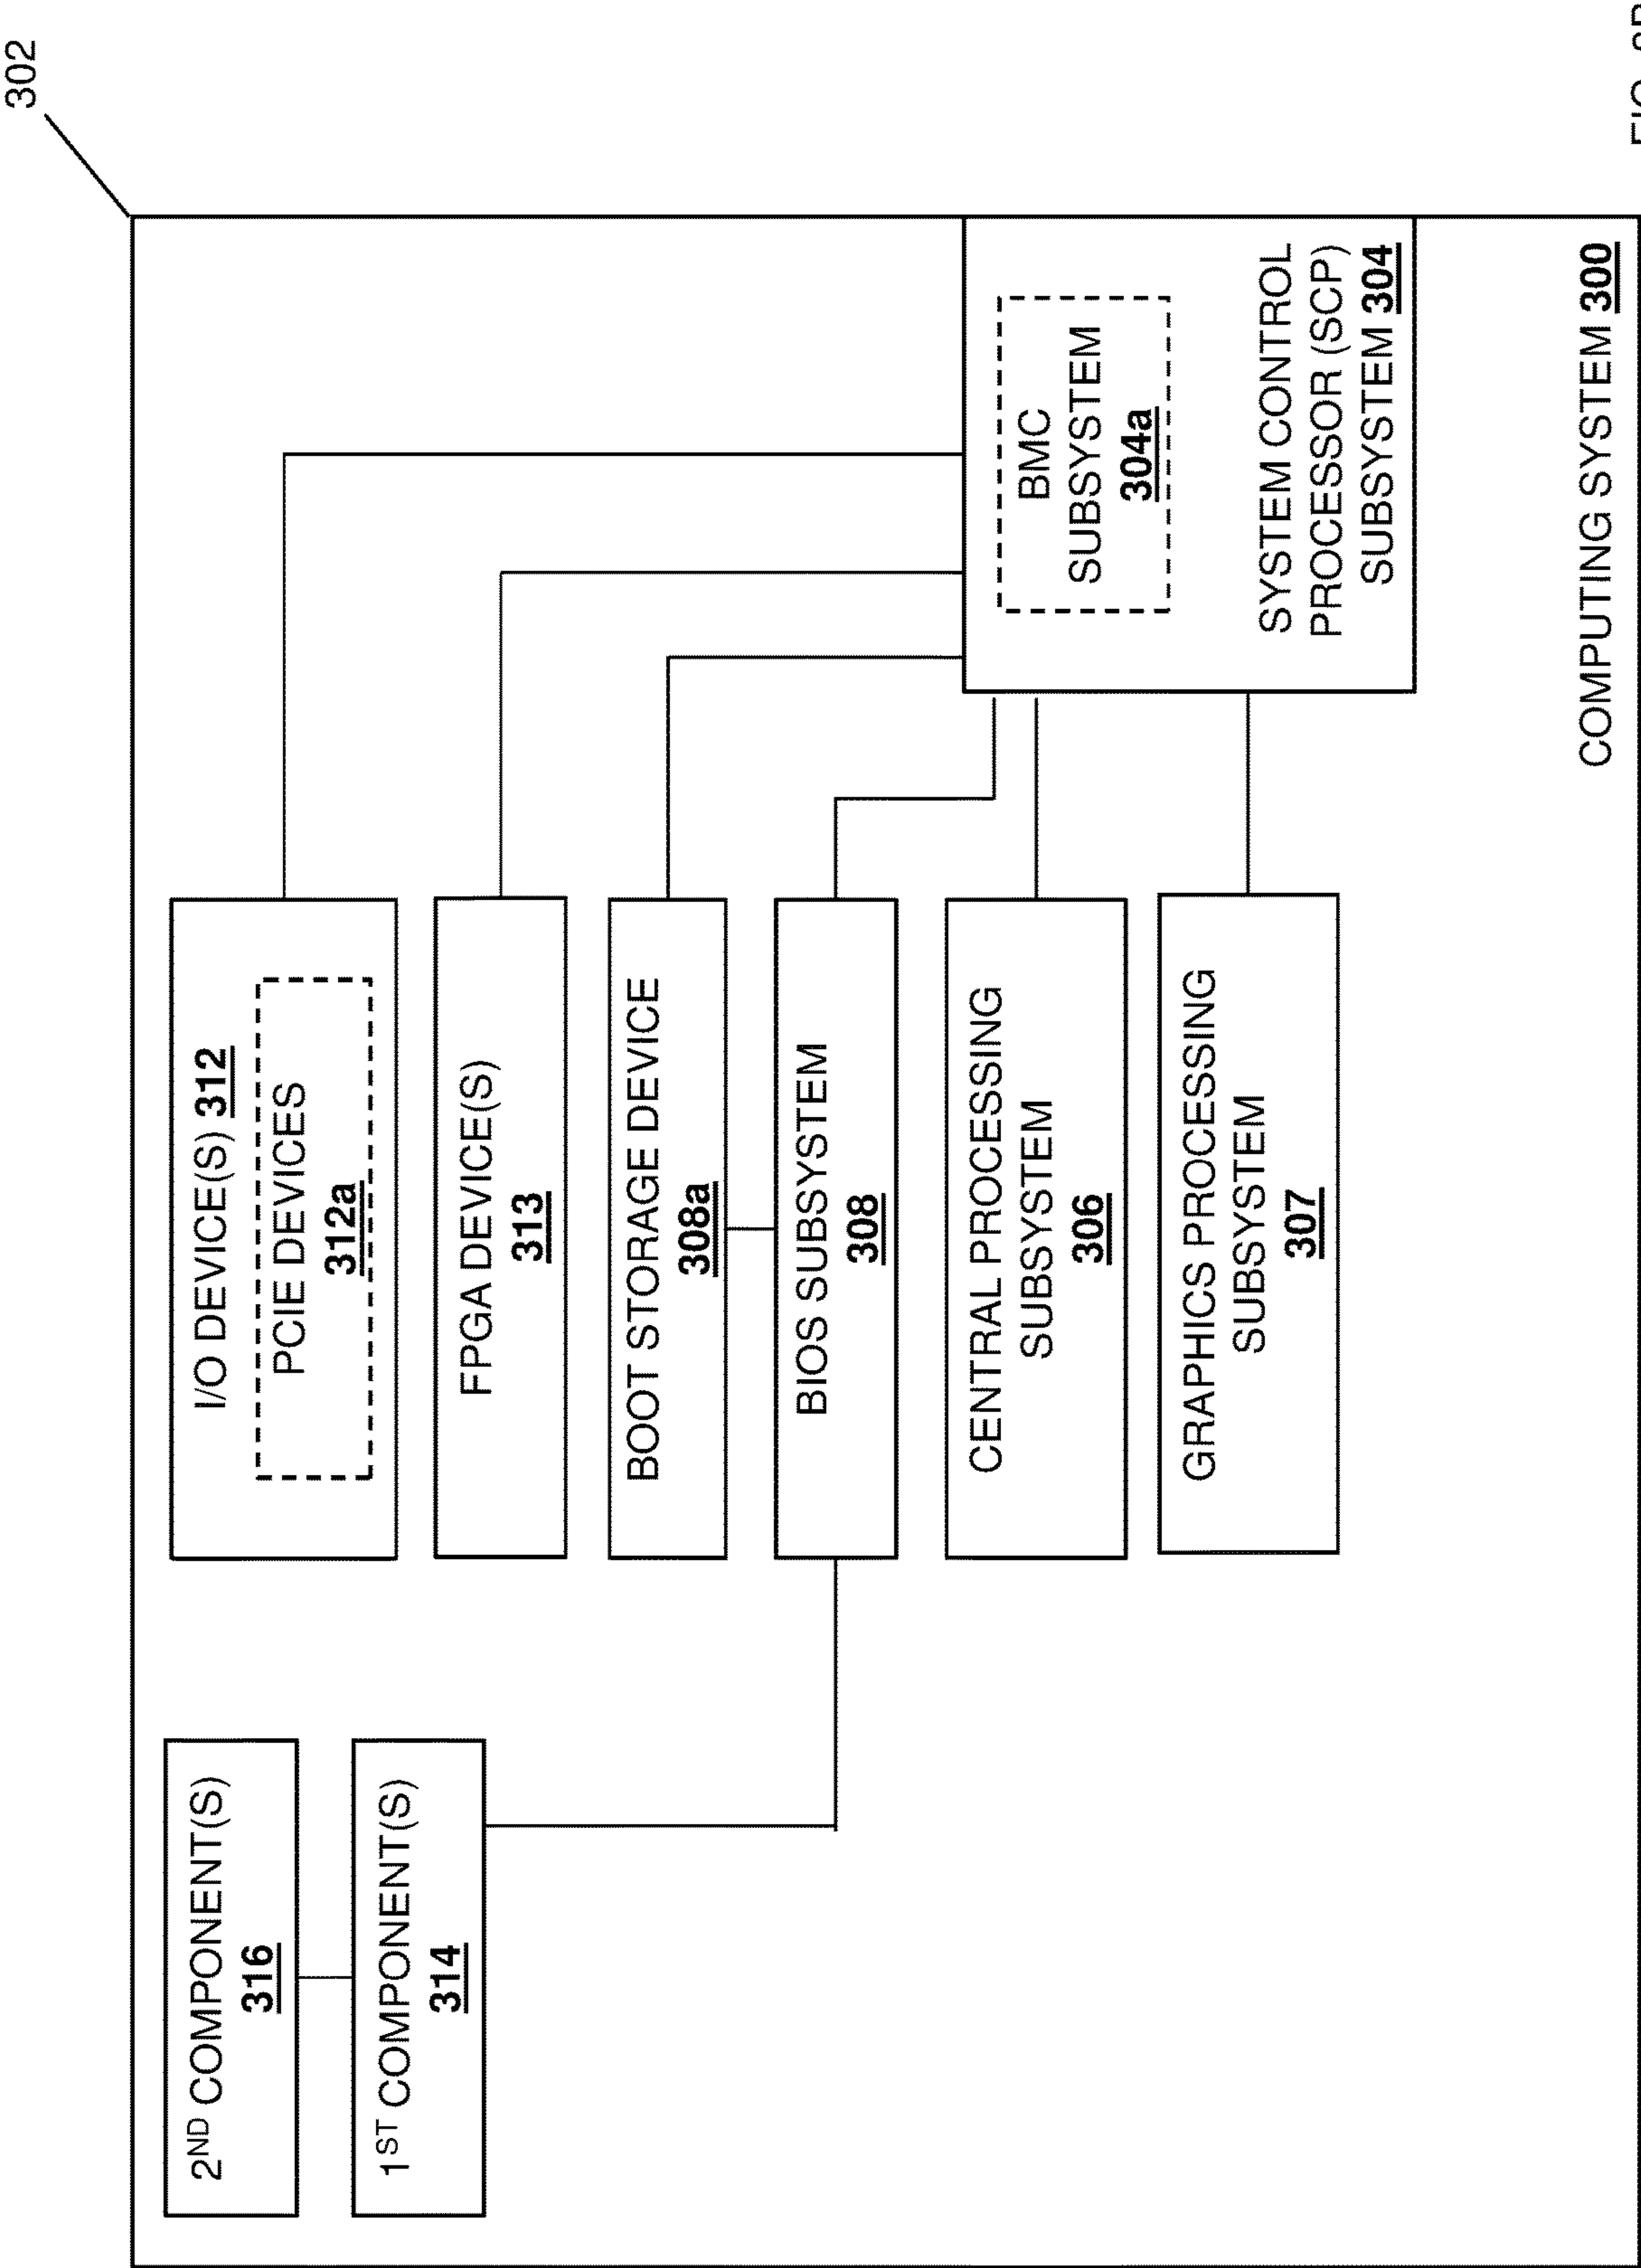 302
2ND COMPONENT(S)
316
1ST COMPONENT(S)
314
I/O DEVICE(S) 312
PCIE DEVICES
312a
FPGA DEVICE(S)
313
BOOT STORAGE DEVICE
308a
BIOS SUBSYSTEM
308
CENTRAL PROCESSING
SUBSYSTEM
306
GRAPHICS PROCESSING
SUBSYSTEM
307
BMC
SUBSYSTEM
304a
SYSTEM CONTROL
PROCESSOR (SCP)
SUBSYSTEM 304
COMPUTING SYSTEM 300
FIG.